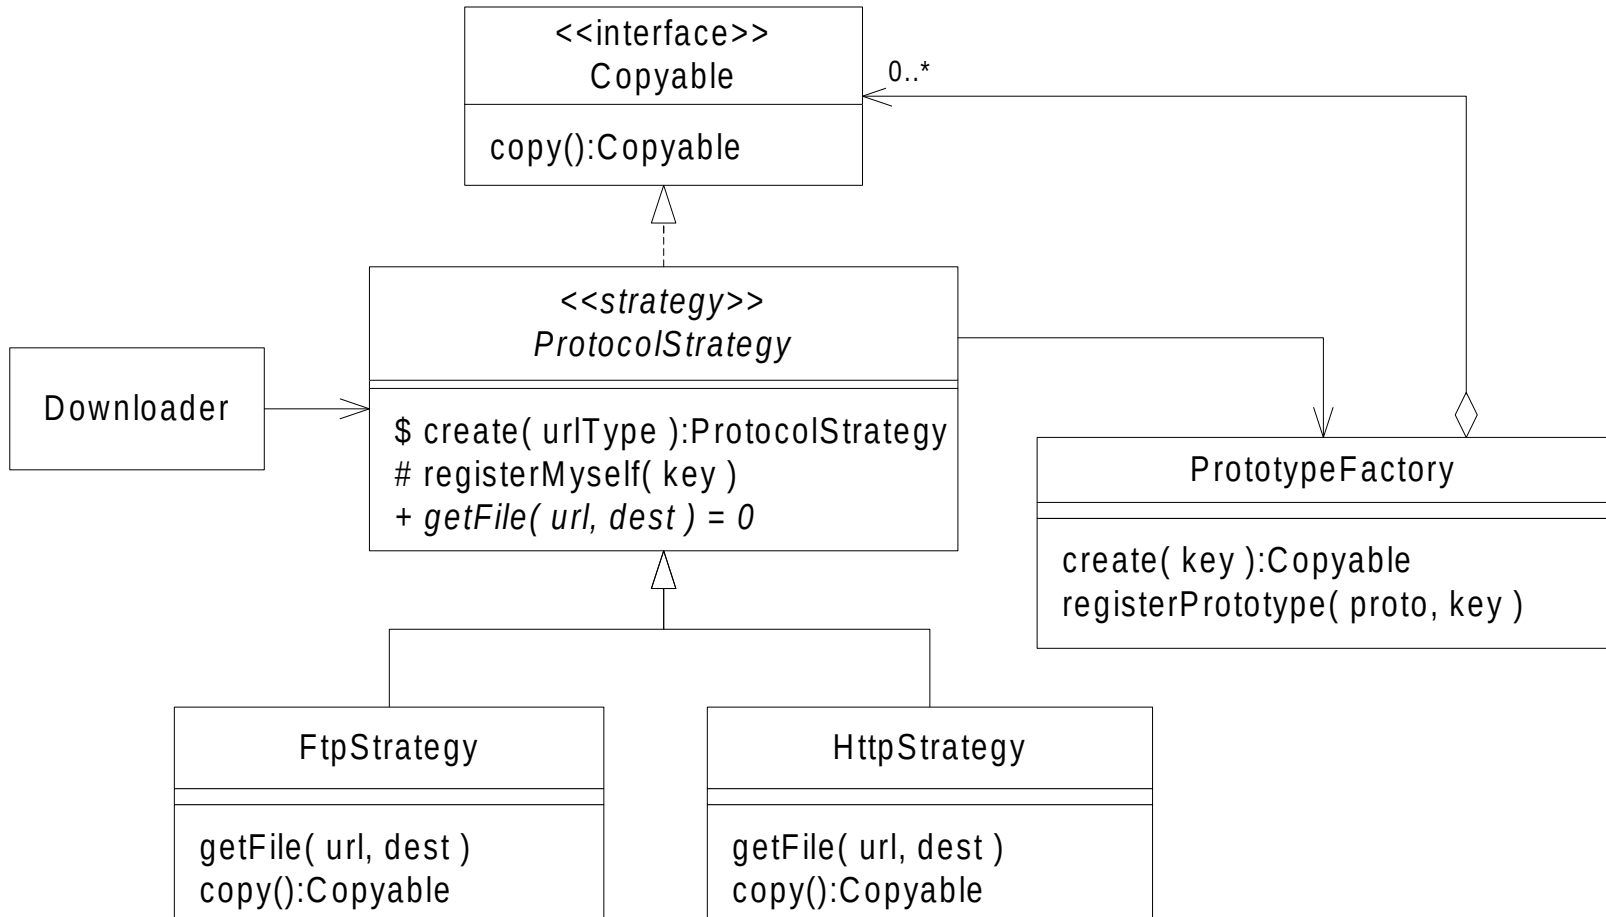 <<interface>>
Copyable
0..*
copy():Copyable
<<strategy>>
ProtocolStrategy
Downloader
$ create( urlType ):ProtocolStrategy
# registerMyself( key )
+ getFile( url, dest ) = 0
PrototypeFactory
create( key ):Copyable
registerPrototype( proto, key )
FtpStrategy
getFile( url, dest )
copy():Copyable
HttpStrategy
getFile( url, dest )
copy():Copyable